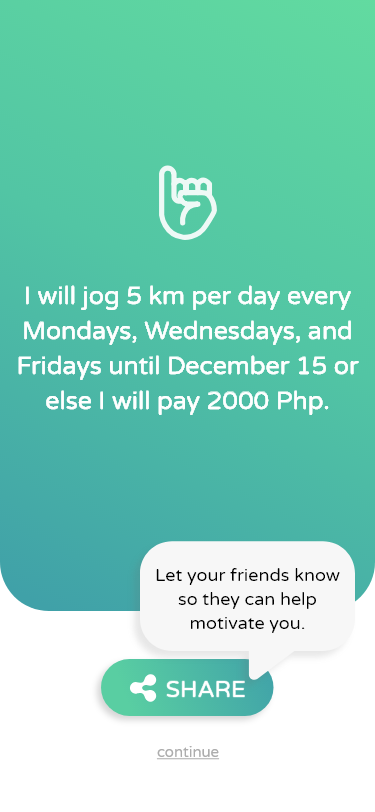 I will jog 5 km per day every
Mondays, Wednesdays, and
Fridays until December 15 or
else I will pay 2000 Php.
Let your friends know
so they can help
motivate you.
SHARE
continue